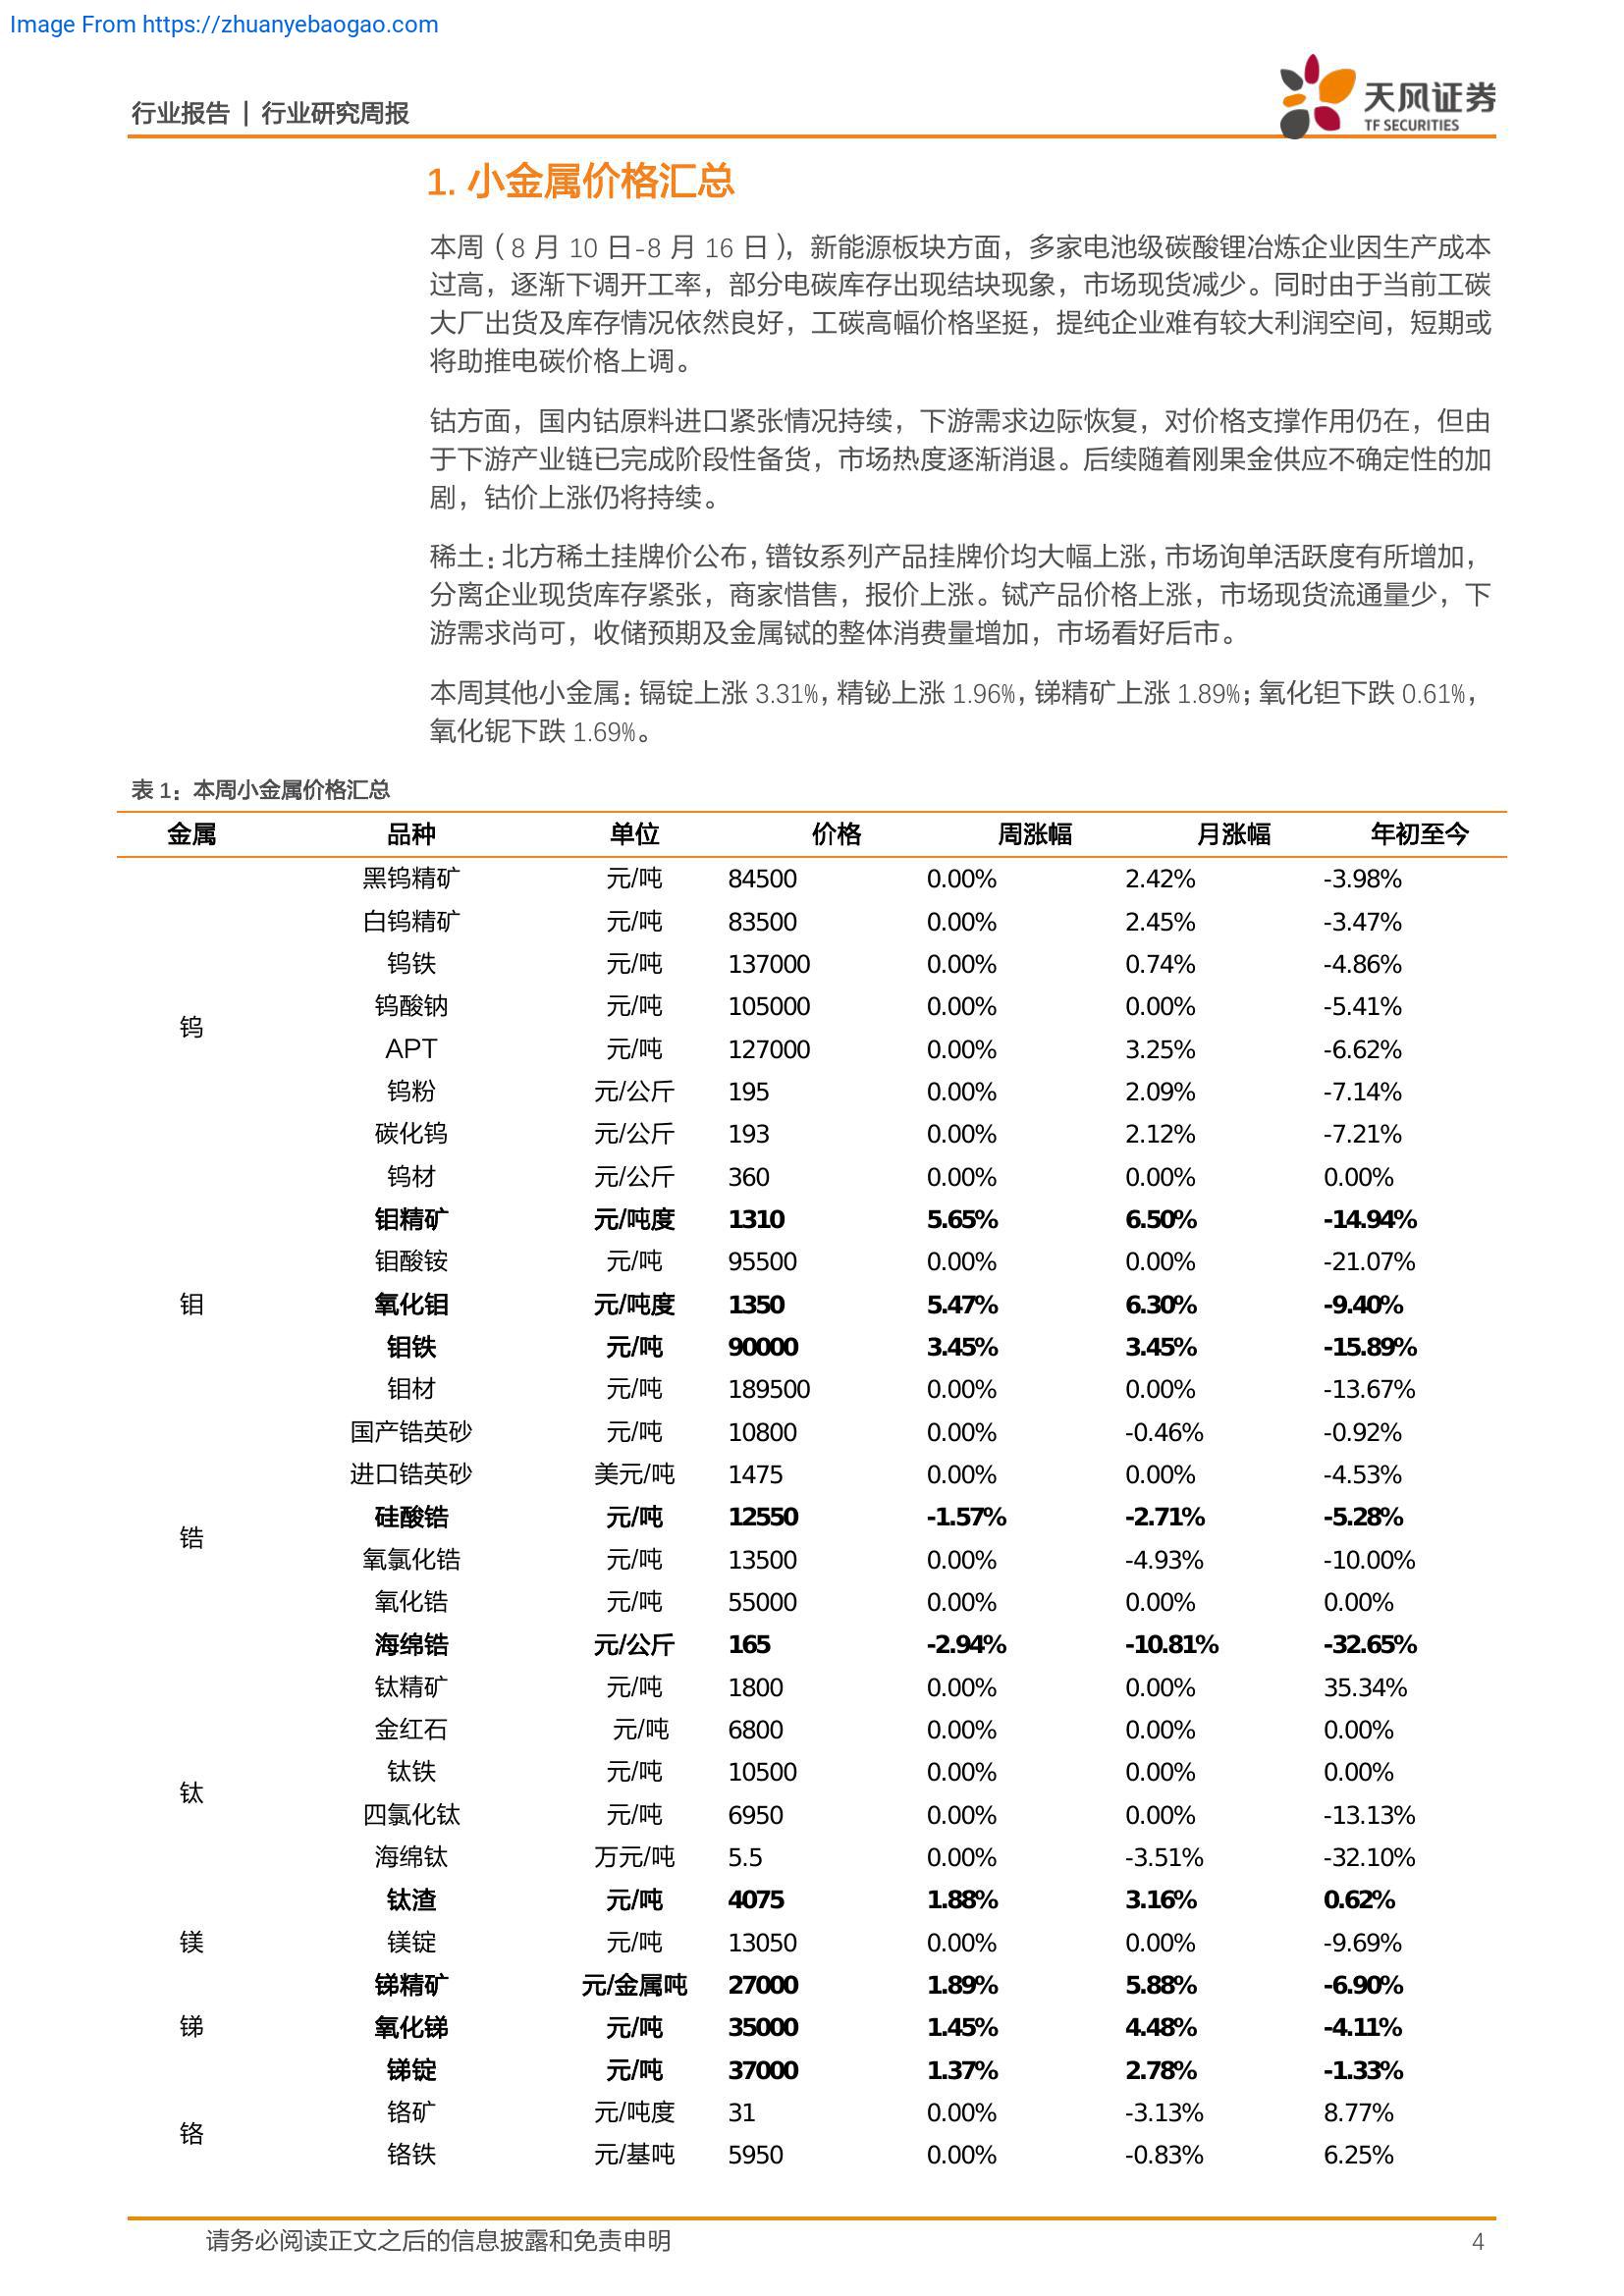 Image From https://zhuanyebaogao.com
行业报告 | 行业研究周报
天风证券
TF SECURITIES
1. 小金属价格汇总
本周（8 月 10 日-8 月 16 日），新能源板块方面，多家电池级碳酸锂冶炼企业因生产成本
过高，逐渐下调开工率，部分电碳库存出现结块现象，市场现货减少。同时由于当前工碳
大厂出货及库存情况依然良好，工碳高幅价格坚挺，提纯企业难有较大利润空间，短期或
将助推电碳价格上调。
钴方面，国内钴原料进口紧张情况持续，下游需求边际恢复，对价格支撑作用仍在，但由
于下游产业链已完成阶段性备货，市场热度逐渐消退。后续随着刚果金供应不确定性的加
剧，钴价上涨仍将持续。
稀土：北方稀土挂牌价公布，镨钕系列产品挂牌价均大幅上涨，市场询单活跃度有所增加，
分离企业现货库存紧张，商家惜售，报价上涨。铽产品价格上涨，市场现货流通量少，下
游需求尚可，收储预期及金属铽的整体消费量增加，市场看好后市。
本周其他小金属：镉锭上涨 3.31%，精铋上涨 1.96%，锑精矿上涨 1.89%；氧化钽下跌 0.61%，
氧化铌下跌 1.69%。
表 1：本周小金属价格汇总
金属 品种 单位 价格 周涨幅 月涨幅 年初至今
黑钨精矿 元/吨 84500 0.00% 2.42% -3.98%
白钨精矿 元/吨 83500 0.00% 2.45% -3.47%
钨铁 元/吨 137000 0.00% 0.74% -4.86%
钨酸钠 元/吨 105000 0.00% 0.00% -5.41%
钨
APT 元/吨 127000 0.00% 3.25% -6.62%
钨粉 元/公斤 195 0.00% 2.09% -7.14%
碳化钨 元/公斤 193 0.00% 2.12% -7.21%
钨材 元/公斤 360 0.00% 0.00% 0.00%
钼精矿 元/吨度 1310 5.65% 6.50% -14.94%
钼酸铵 元/吨 95500 0.00% 0.00% -21.07%
钼 氧化钼 元/吨度 1350 5.47% 6.30% -9.40%
钼铁 元/吨 90000 3.45% 3.45% -15.89%
钼材 元/吨 189500 0.00% 0.00% -13.67%
国产锆英砂 元/吨 10800 0.00% -0.46% -0.92%
进口锆英砂 美元/吨 1475 0.00% 0.00% -4.53%
硅酸锆 元/吨 12550 -1.57% -2.71% -5.28%
锆
氧氯化锆 元/吨 13500 0.00% -4.93% -10.00%
氧化锆 元/吨 55000 0.00% 0.00% 0.00%
海绵锆 元/公斤 165 -2.94% -10.81% -32.65%
钛精矿 元/吨 1800 0.00% 0.00% 35.34%
金红石 元/吨 6800 0.00% 0.00% 0.00%
钛铁 元/吨 10500 0.00% 0.00% 0.00%
钛
四氯化钛 元/吨 6950 0.00% 0.00% -13.13%
海绵钛 万元/吨 5.5 0.00% -3.51% -32.10%
钛渣 元/吨 4075 1.88% 3.16% 0.62%
镁 镁锭 元/吨 13050 0.00% 0.00% -9.69%
锑精矿 元/金属吨 27000 1.89% 5.88% -6.90%
锑 氧化锑 元/吨 35000 1.45% 4.48% -4.11%
锑锭 元/吨 37000 1.37% 2.78% -1.33%
铬矿 元/吨度 31 0.00% -3.13% 8.77%
铬
铬铁 元/基吨 5950 0.00% -0.83% 6.25%
请务必阅读正文之后的信息披露和免责申明 4